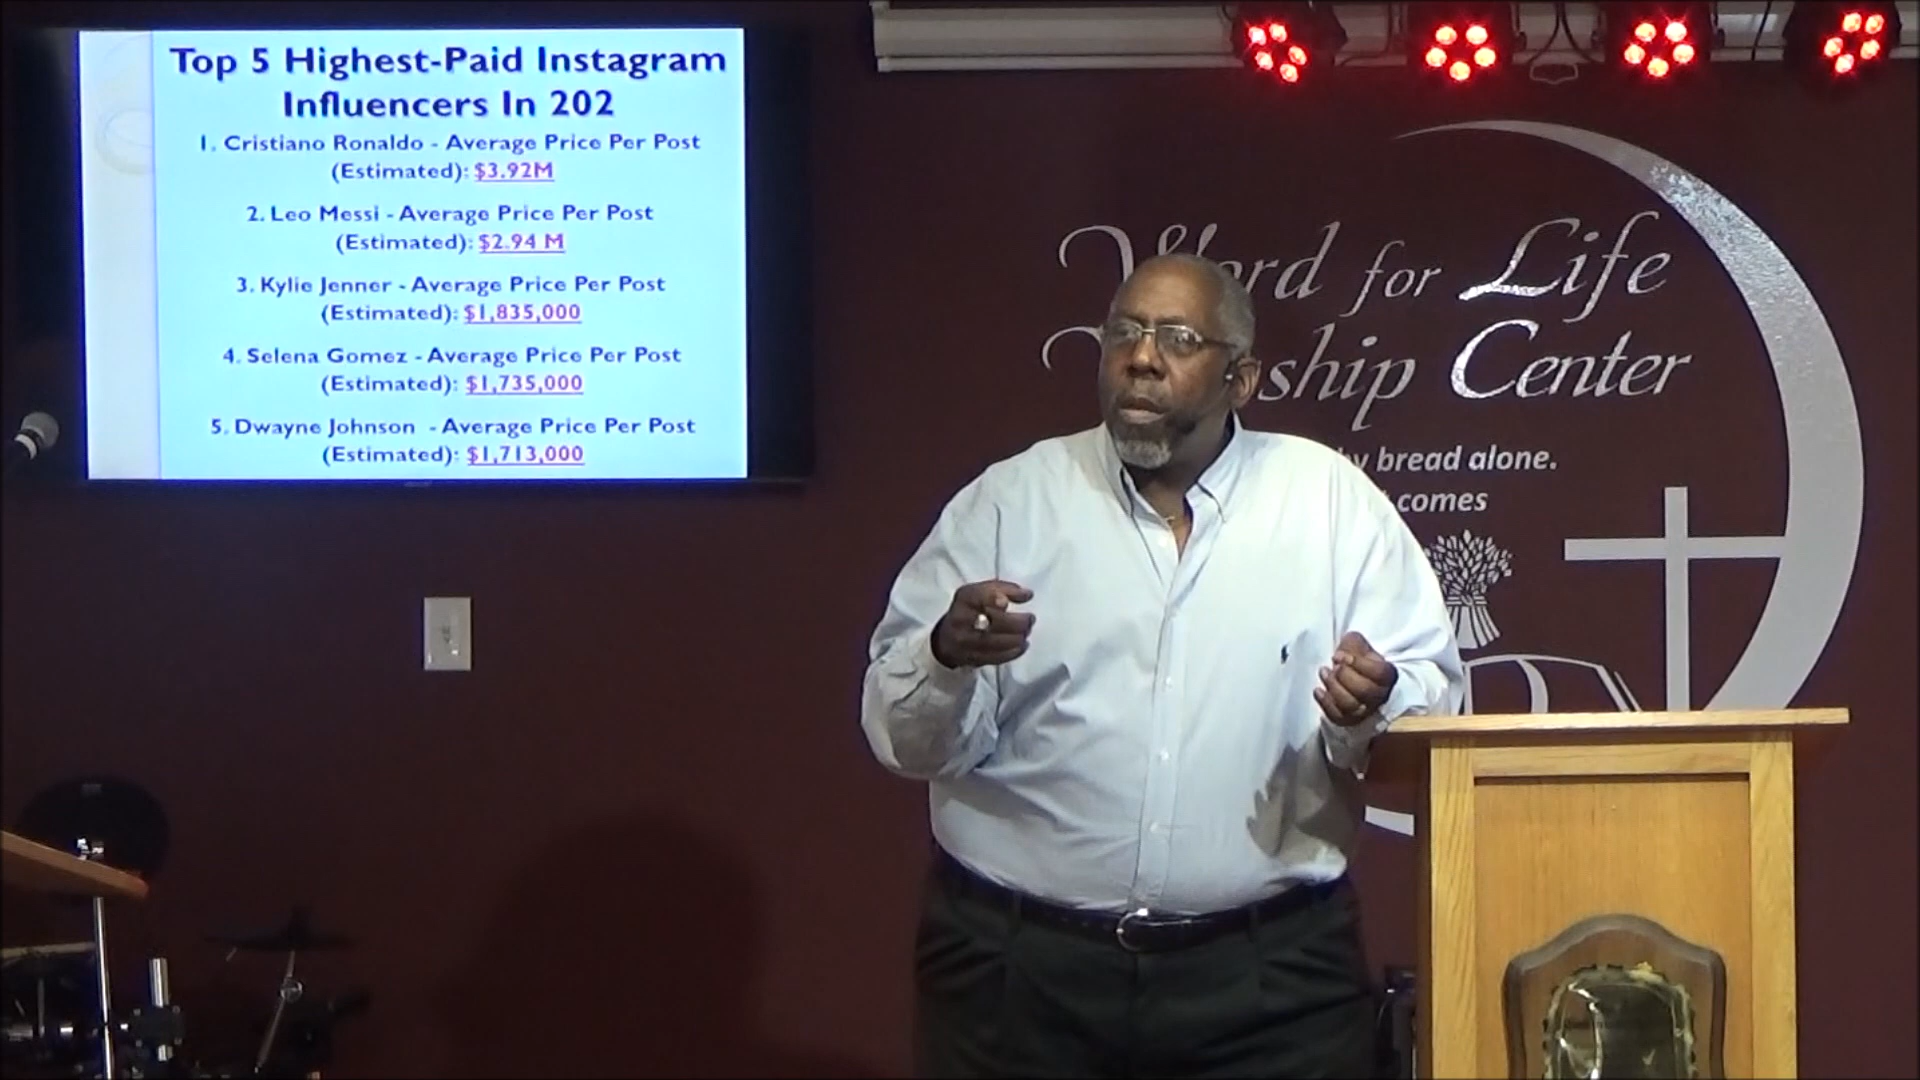 Top 5 Highest-Paid Instagram
Influencers In 202
1. Cristiano Ronaldo - Average Price Per Post
(Estimated): $3.92M
2. Leo Messi - Average Price Per Post
(Estimated): $2.94 M
3. Kylie Jenner - Average Price Per Post
(Estimated): $1,835,000
4. Selena Gomez - Average Price Per Post
(Estimated): $1,735,000
5. Dwayne Johnson - Average Price Per Post
(Estimated): $1,713,000
Word for Life
ship Center
by bread alone.
comes